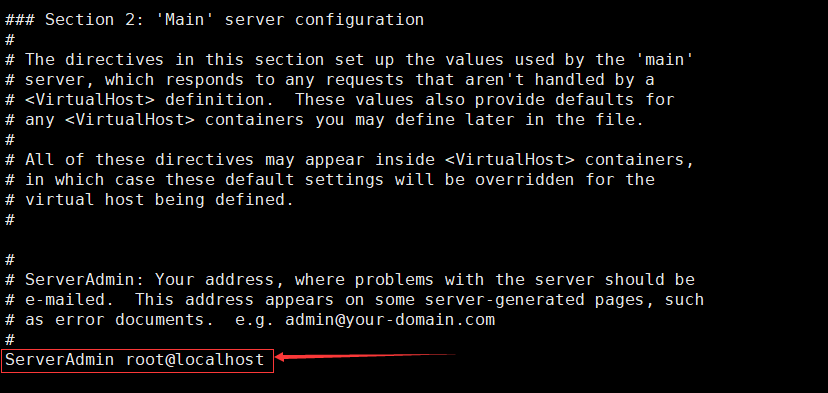 ### Section 2: 'Main' server configuration
#
# The directives in this section set up the values used by the 'main'
# server, which responds to any requests that aren't handled by a
# <VirtualHost> definition.  These values also provide defaults for
# any <VirtualHost> containers you may define later in the file.
#
# All of these directives may appear inside <VirtualHost> containers,
# in which case these default settings will be overridden for the
# virtual host being defined.
#
#
# ServerAdmin: Your address, where problems with the server should be
# e-mailed.  This address appears on some server-generated pages, such
# as error documents.  e.g. admin@your-domain.com
#
ServerAdmin root@localhost